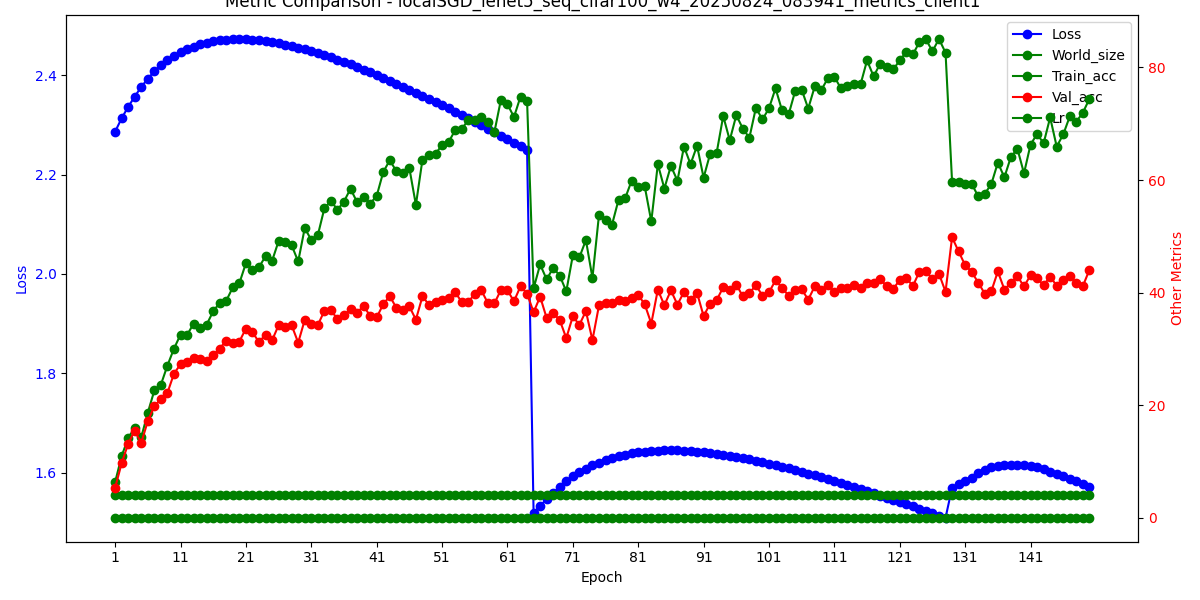 Metric Comparison - localSGD_lenet5_seq_cifar100_w4_20250824_083941_metrics_client1
Loss
World_size
Train_acc
Val_acc
Lr
2.4
2.2
2.0
1.8
1.6
Loss
80
60
40
20
0
Other Metrics
1 11 21 31 41 51 61 71 81 91 101 111 121 131 141
Epoch